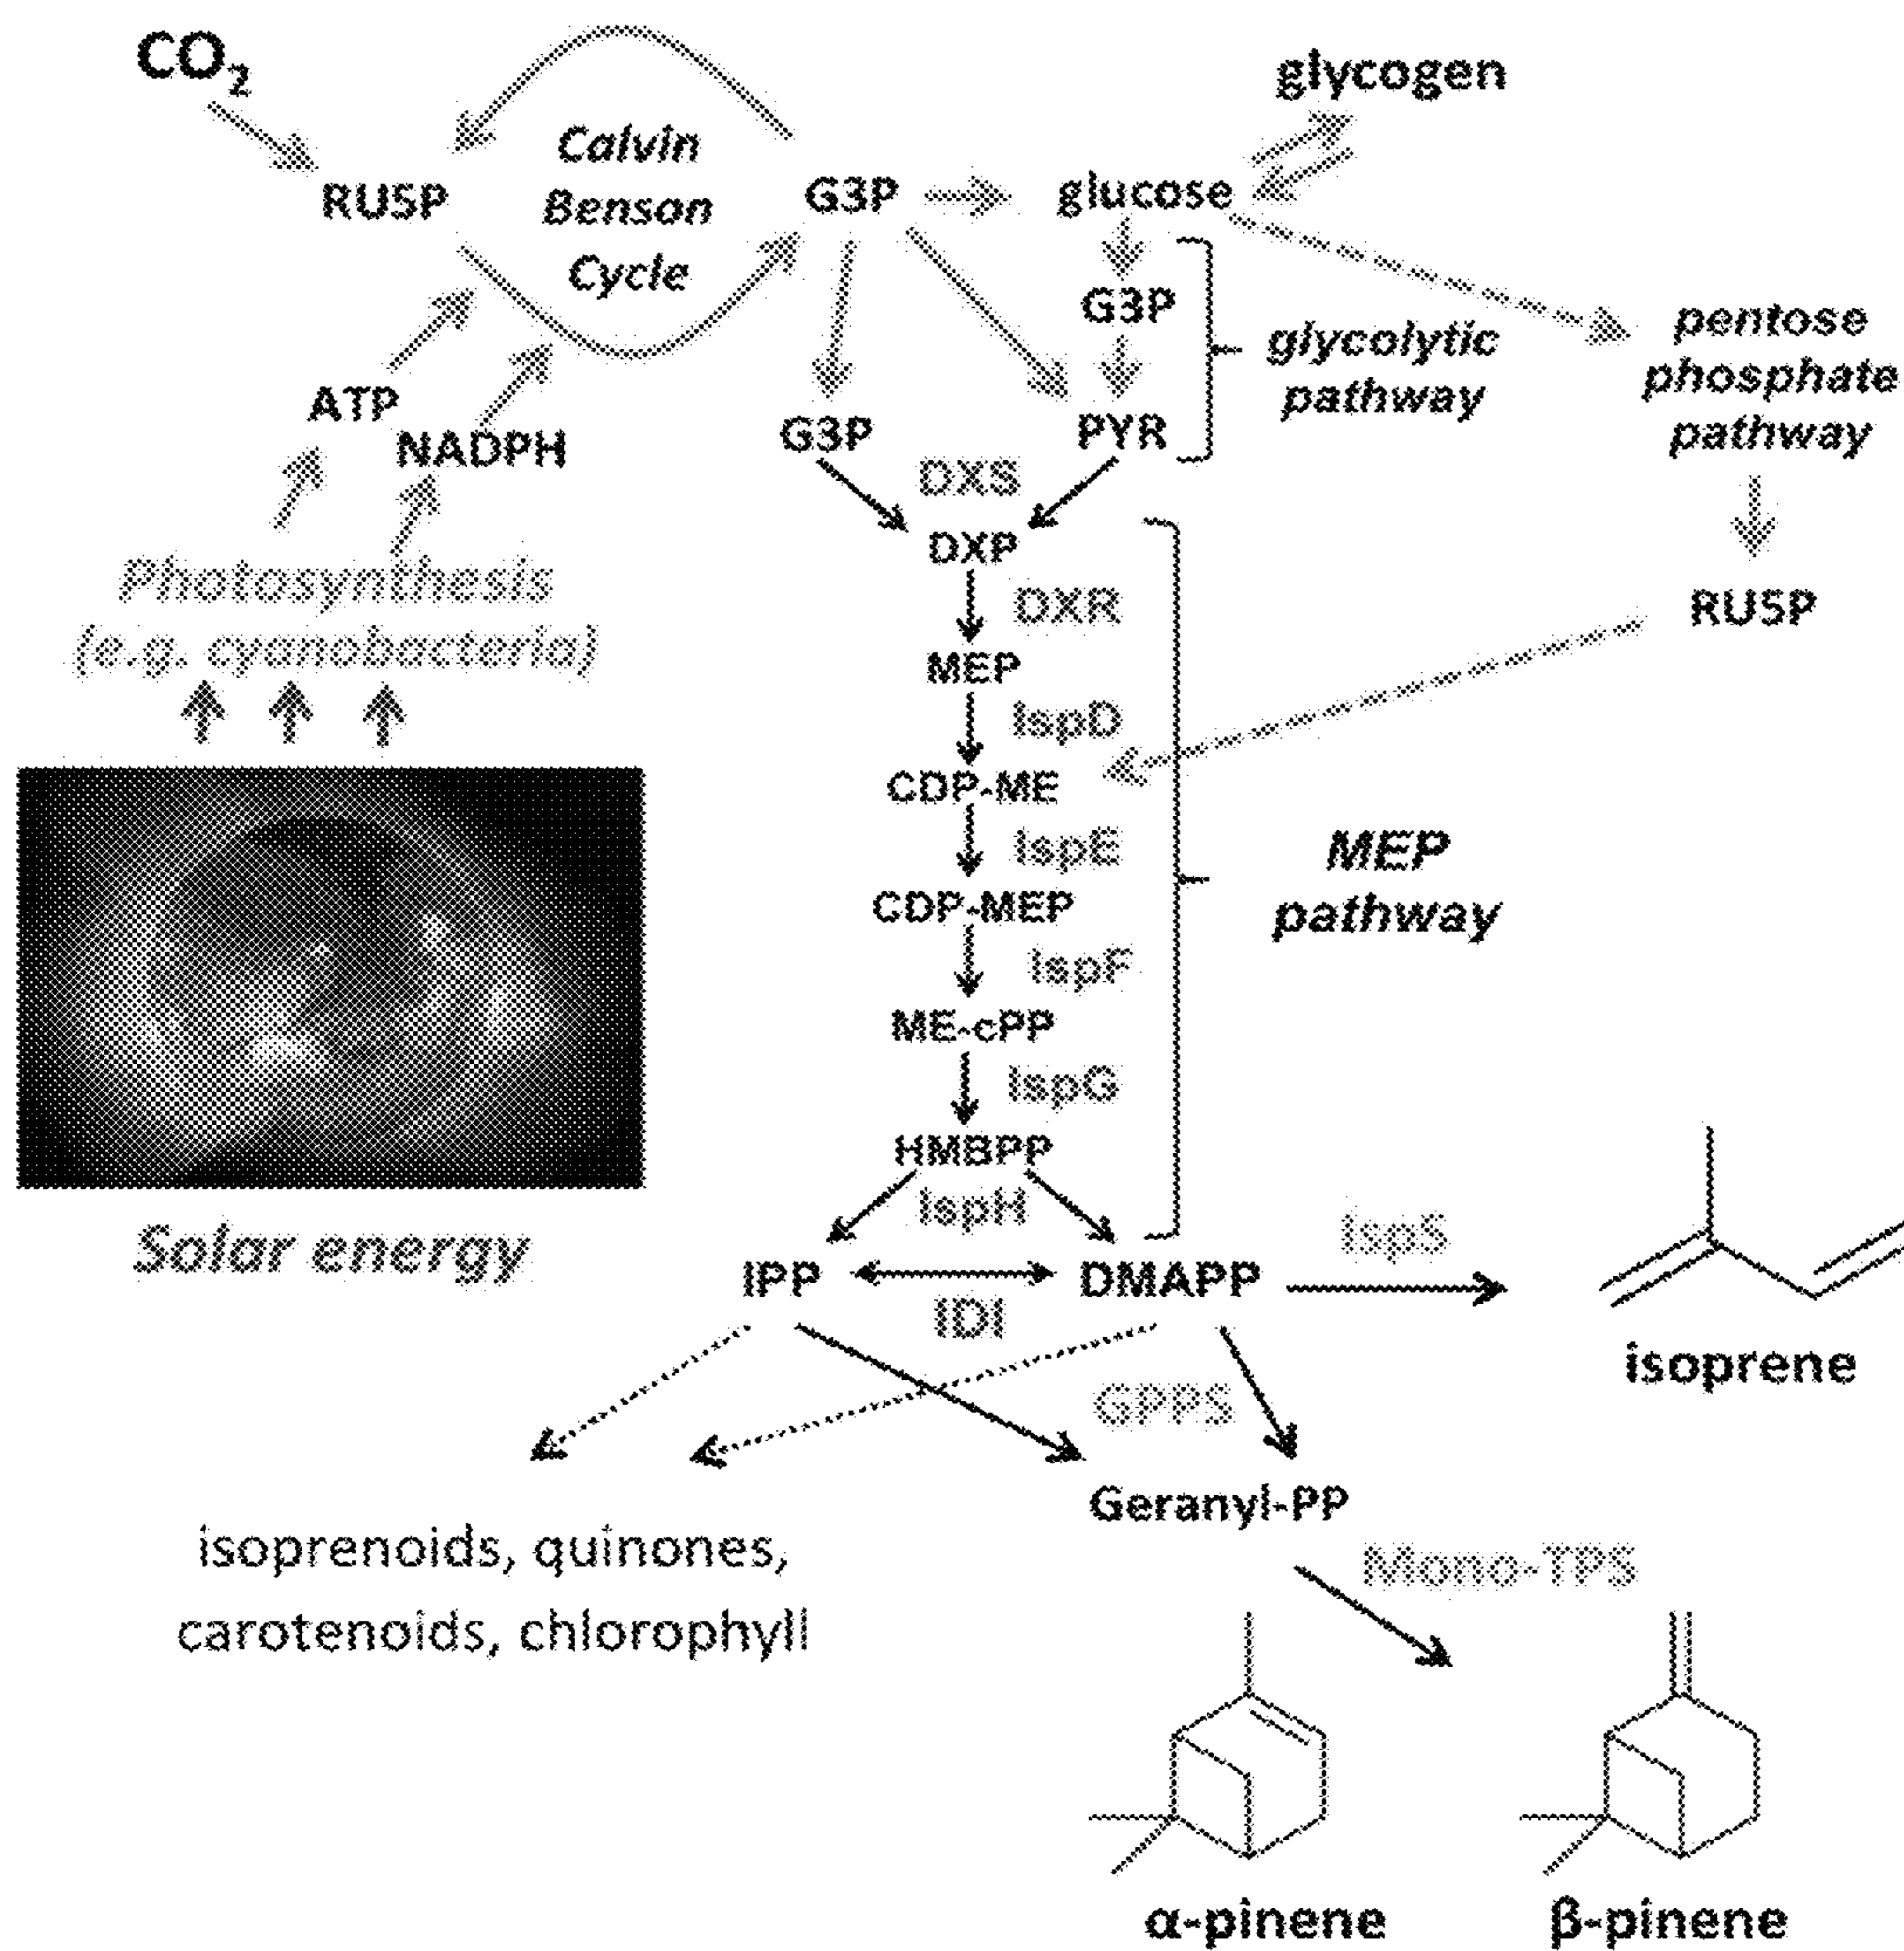 CO₂
glycogen
Calvin
Benson
Cycle
RUSP
G3P
glucose
G3P
glycolytic
pathway
pentose
phosphate
pathway
ATP
NADPH
G3P
PYR
DXS
DXP
Photosynthesis
(e.g. cyanobacteria)
DXR
RUSP
MEP
IspD
CDP-ME
IspE
MEP
pathway
CDP-MEP
IspF
ME-cPP
IspG
HMBPP
IspH
Solar energy
IPP
DMAPP
IspS
IDI
isoprene
GPPS
Geranyl-PP
isoprenoids, quinones,
carotenoids, chlorophyll
Mono-TPS
α-pinene
β-pinene